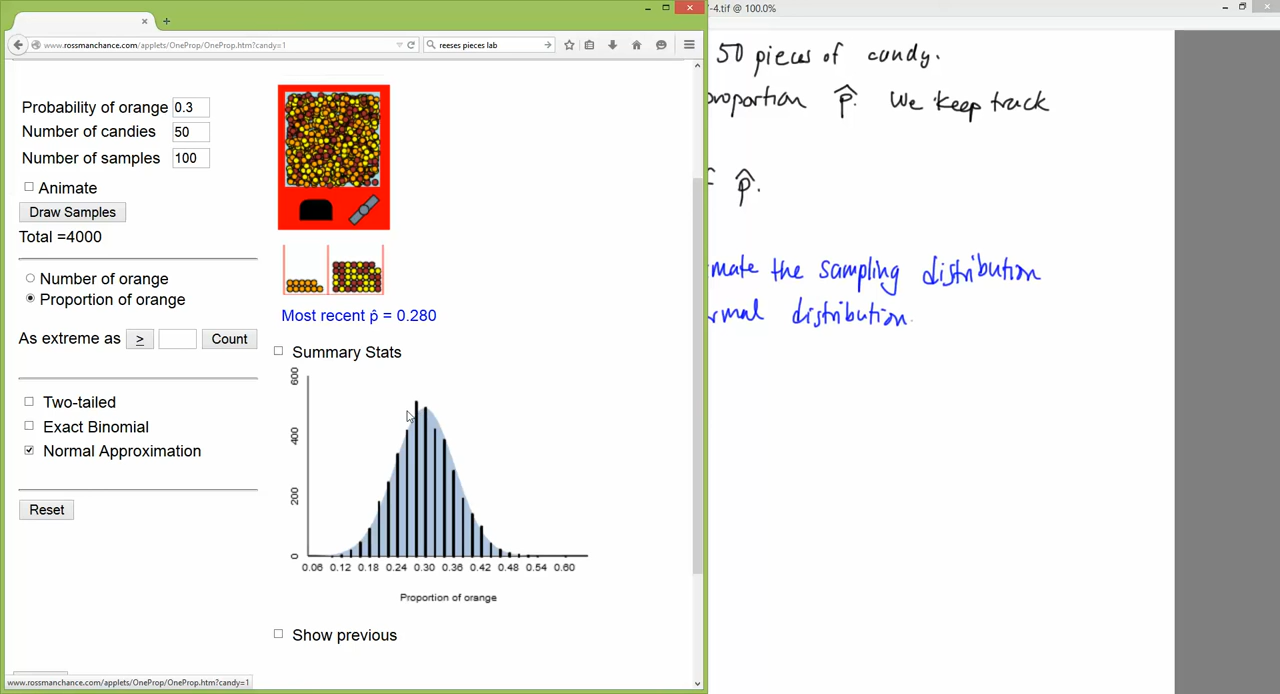 -4.tif @ 100.0%
www.rossmanchance.com/applets/OneProp/OneProp.htm?candy=1
reeses pieces lab
50 pieces of candy.
Probability of orange 0.3
proportion p̂. We keep track
Number of candies 50
Number of samples 100
Animate
p̂.
Draw Samples
Total =4000
Number of orange
mate the sampling distribution
Proportion of orange
Most recent p̂ = 0.280
rmal distribution.
As extreme as ≥ Count
Summary Stats
600
Two-tailed
Exact Binomial
400
Normal Approximation
200
Reset
0
0.06 0.12 0.18 0.24 0.30 0.36 0.42 0.48 0.54 0.60
Proportion of orange
Show previous
www.rossmanchance.com/applets/OneProp/OneProp.htm?candy=1